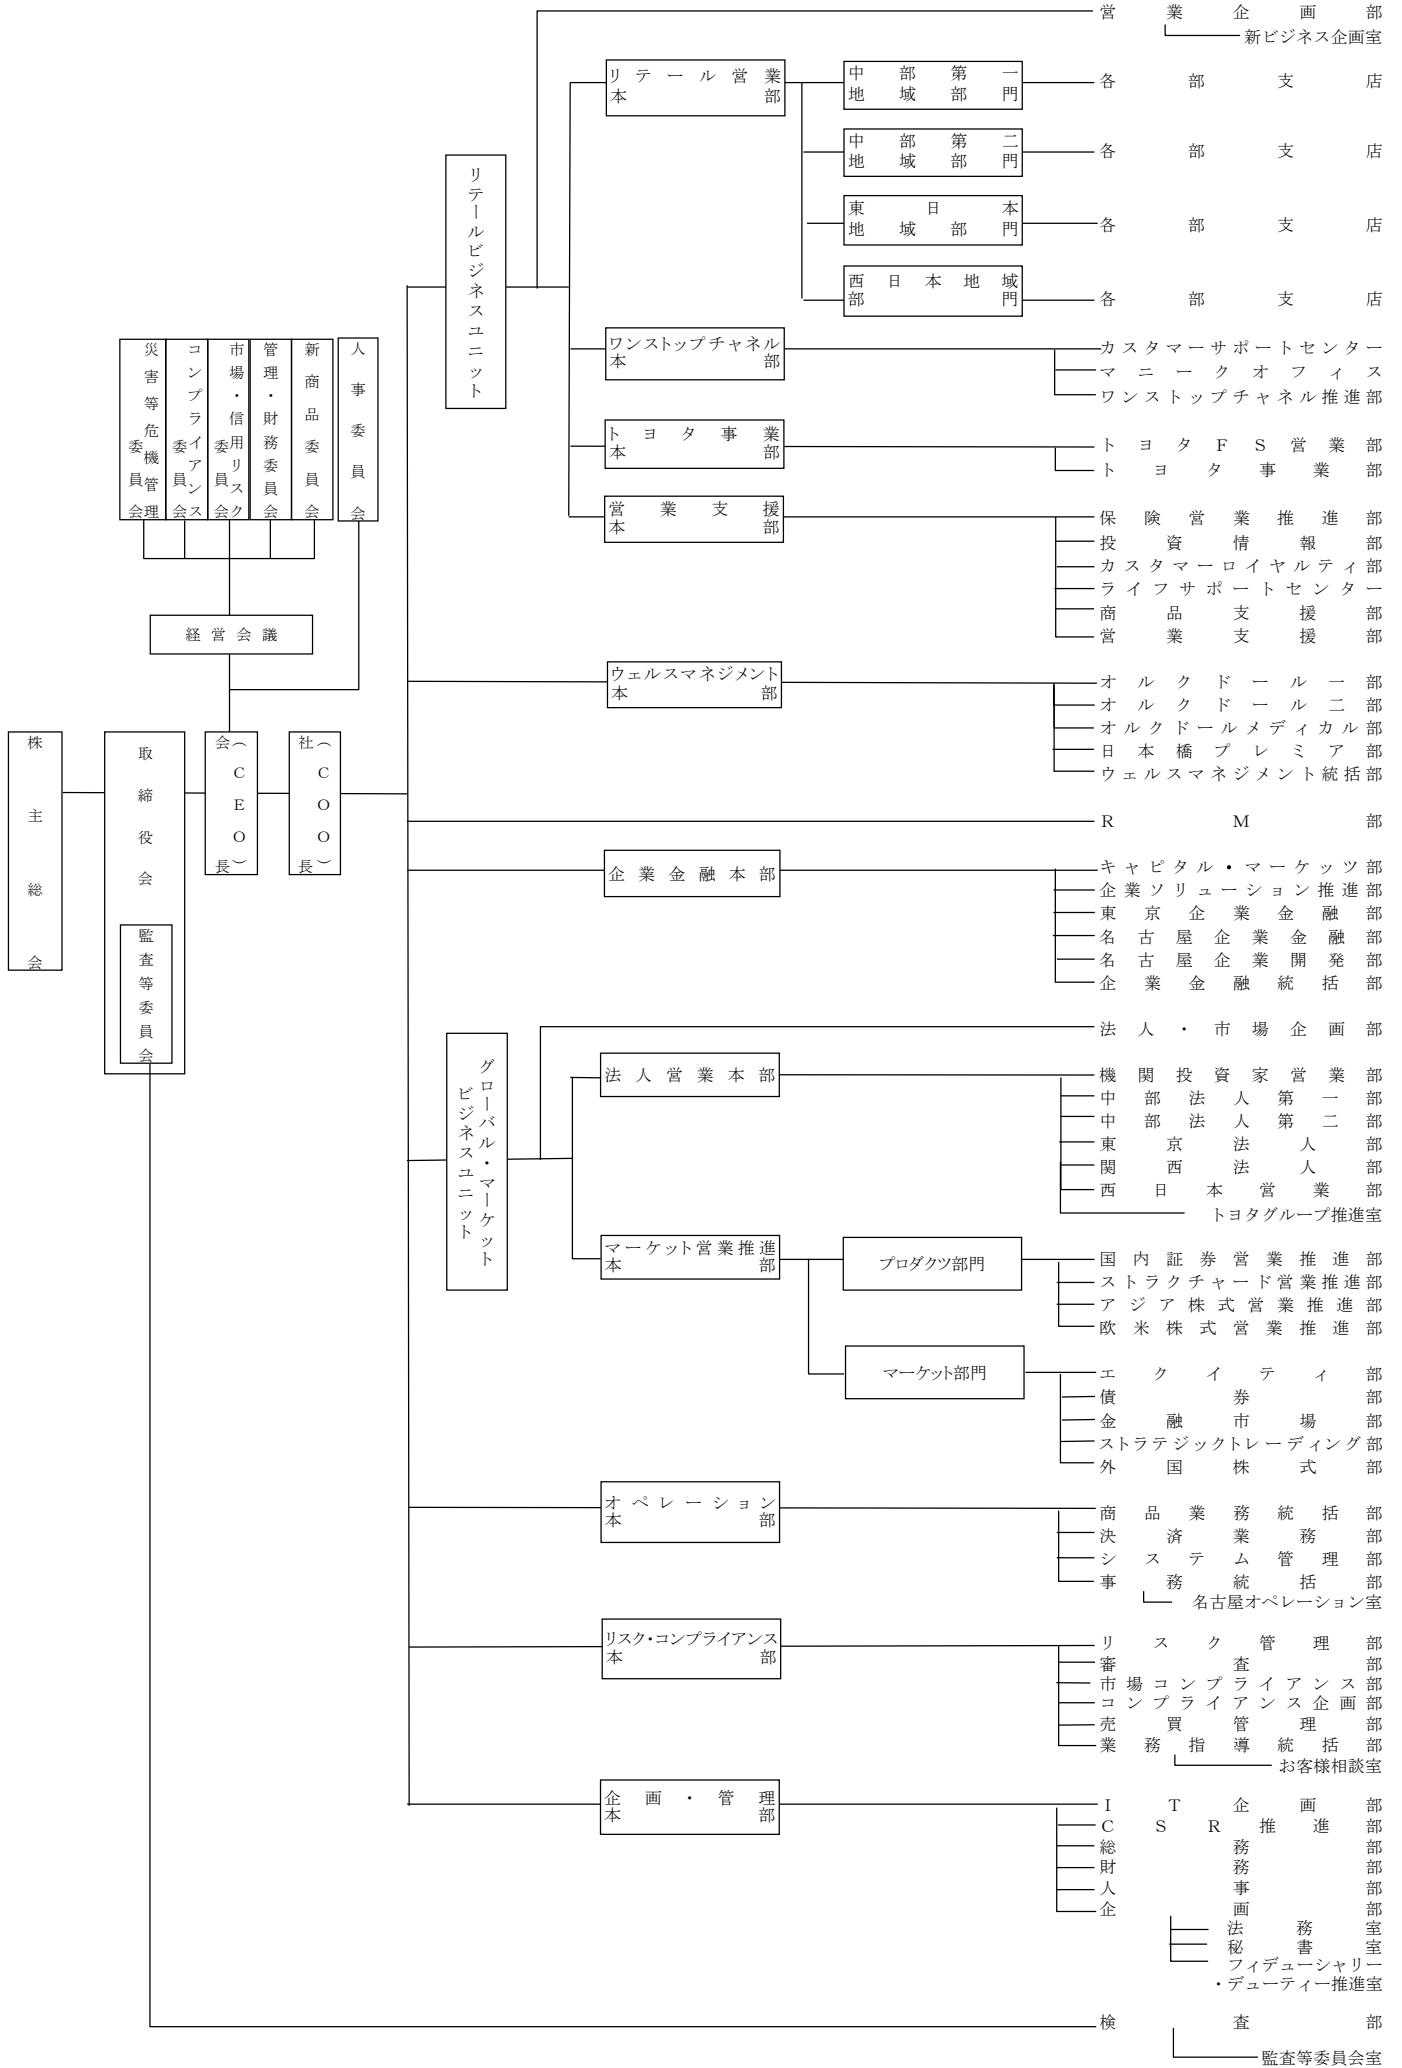 営業企画部
新ビジネス企画室
リテール営業
本部
中部第一
地域部門
各部支店
中部第二
地域部門
各部支店
東日本
地域部門
各部支店
西日本地域
部門
各部支店
リテールビジネスユニット
ワンストップチャネル
本部
カスタマーサポートセンター
マニークオフィス
ワンストップチャネル推進部
トヨタ事業
本部
トヨタFS営業部
トヨタ事業部
営業支援
本部
保険営業推進部
投資情報部
カスタマーロイヤルティ部
ライフサポートセンター
商品支援部
営業支援部
災害等危機管理
委員会
コンプライアンス
委員会
市場・信用リスク
委員会
管理・財務委員会
新商品委員会
人事委員会
経営会議
ウェルスマネジメント
本部
オルクドール一部
オルクドール二部
オルクドールメディカル部
日本橋プレミア部
ウェルスマネジメント統括部
株主総会
取締役会
監査等委員会
会長
(CEO)
社長
(COO)
RM部
企業金融本部
キャピタル・マーケッツ部
企業ソリューション推進部
東京企業金融部
名古屋企業金融部
名古屋企業開発部
企業金融統括部
グローバル・マーケット
ビジネスユニット
法人・市場企画部
法人営業本部
機関投資家営業部
中部法人第一部
中部法人第二部
東京法人部
関西法人部
西日本営業部
トヨタグループ推進室
マーケット営業推進
本部
プロダクツ部門
国内証券営業推進部
ストラクチャード営業推進部
アジア株式営業推進部
欧米株式営業推進部
マーケット部門
エクイティ部
債券部
金融市場部
ストラテジックトレーディング部
外国株式部
オペレーション
本部
商品業務統括部
決済業務部
システム管理部
事務統括部
名古屋オペレーション室
リスク・コンプライアンス
本部
リスク管理部
審査部
市場コンプライアンス部
コンプライアンス企画部
売買管理部
業務指導統括部
お客様相談室
企画・管理
本部
IT企画部
CSR推進部
総務部
財務部
人事部
企画部
法務室
秘書室
フィデューシャリー
・デューティー推進室
検査部
監査等委員会室